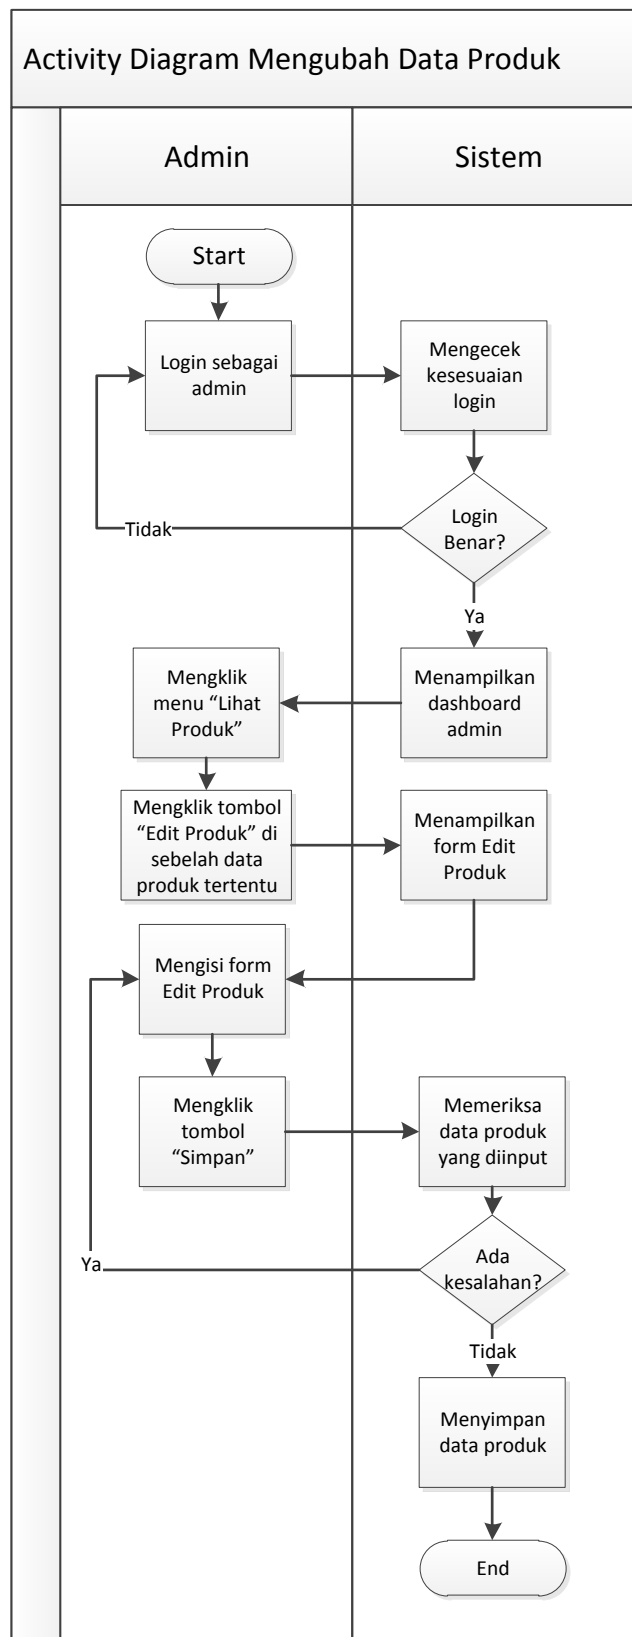 Activity Diagram Mengubah Data Produk
Admin
Sistem
Start
Login sebagai
admin
Mengecek
kesesuaian
login
Login
Benar?
Tidak
Ya
Menampilkan
dashboard
admin
Mengklik
menu “Lihat
Produk”
Mengklik tombol
“Edit Produk” di
sebelah data
produk tertentu
Menampilkan
form Edit
Produk
Mengisi form
Edit Produk
Mengklik
tombol
“Simpan”
Memeriksa
data produk
yang diinput
Ada
kesalahan?
Ya
Tidak
Menyimpan
data produk
End